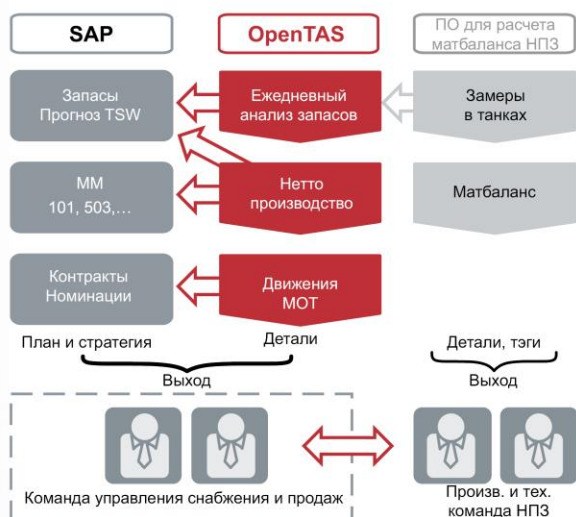 SAP
OpenTAS
ПО для расчета
матбаланса НПЗ
Запасы
Прогноз TSW
Ежедневный
анализ запасов
Замеры
в танках
ММ
101, 503,...
Нетто
производство
Матбаланс
Контракты
Номинации
Движения
МОТ
План и стратегия
Детали
Детали, тэги
Выход
Выход
Команда управления снабжения и продаж
Произв. и тех.
команда НПЗ